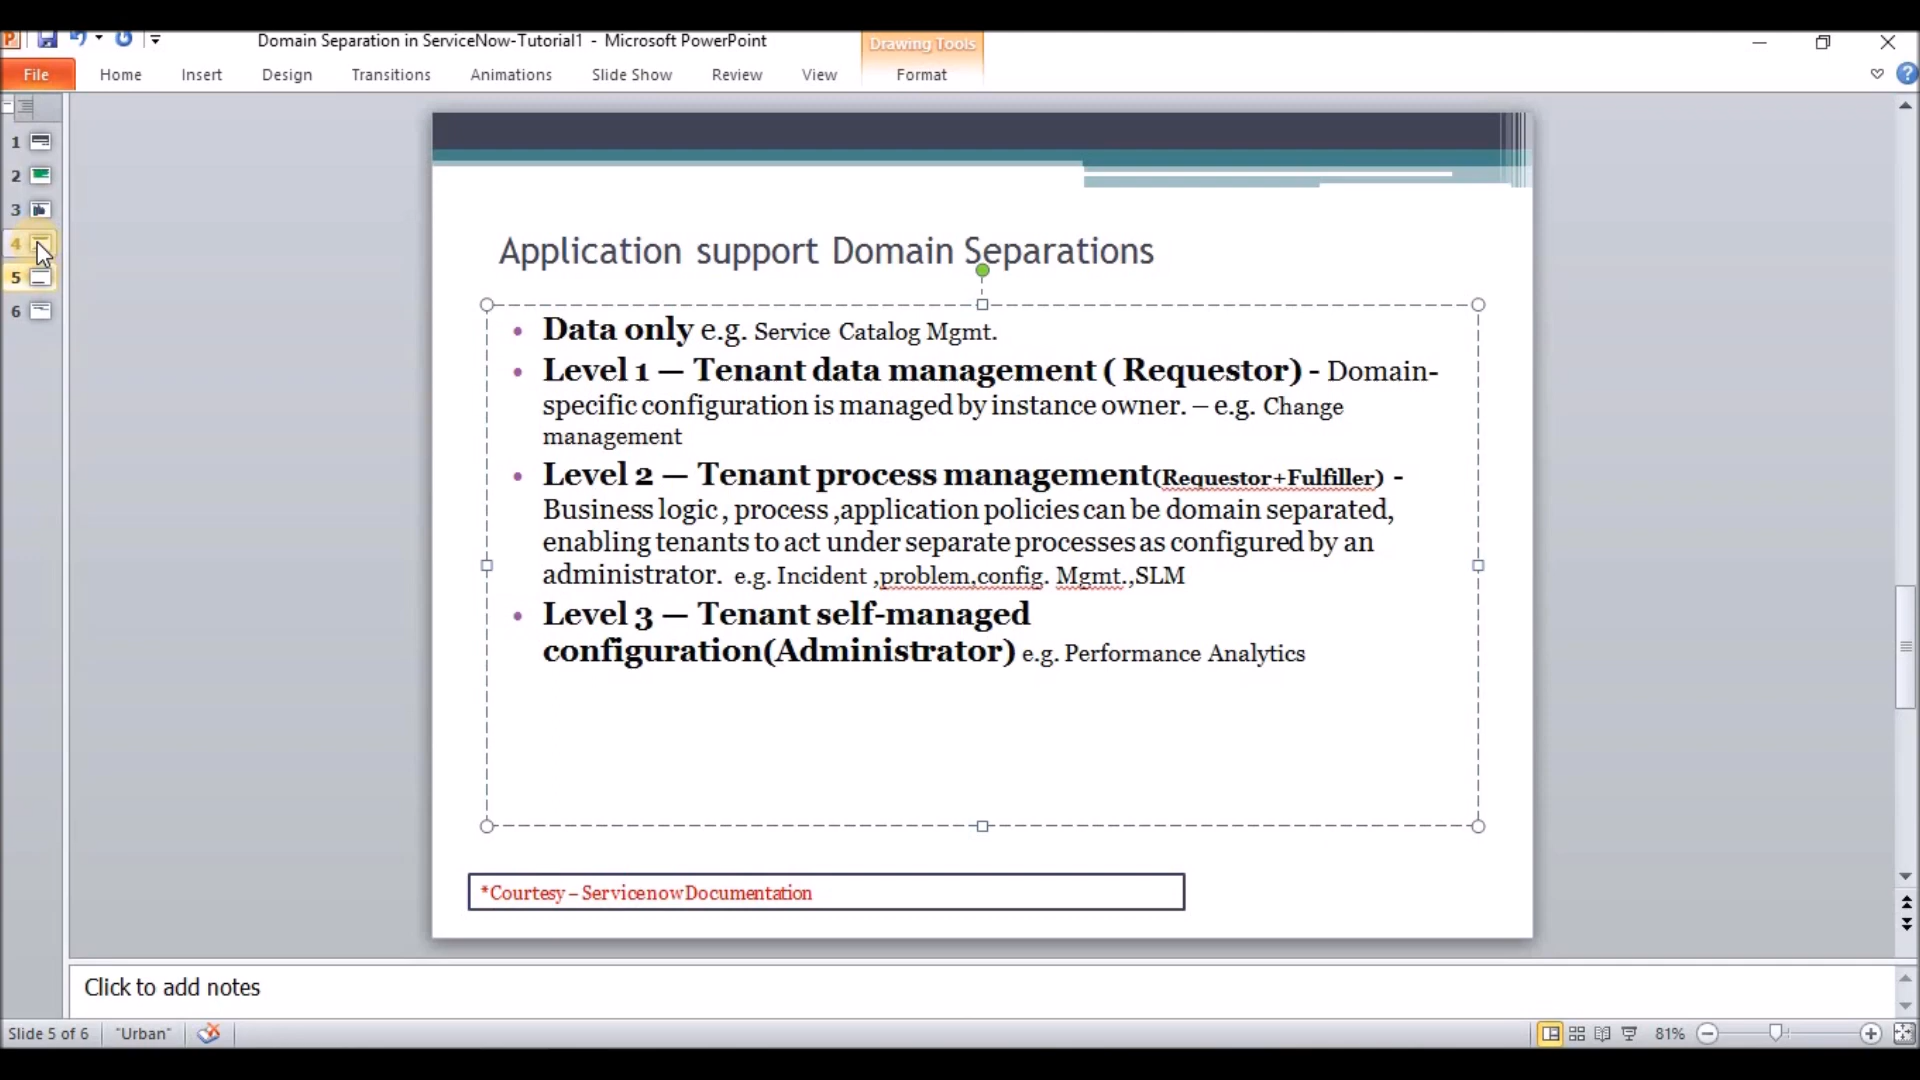 Domain Separation in ServiceNow-Tutorial1 - Microsoft PowerPoint
Drawing Tools
File Home Insert Design Transitions Animations Slide Show Review View Format
1
2
3
4
5
6
Application support Domain Separations
• Data only e.g. Service Catalog Mgmt.
• Level 1 — Tenant data management ( Requestor) - Domain-
specific configuration is managed by instance owner. – e.g. Change
management
• Level 2 — Tenant process management(Requestor+Fulfiller) -
Business logic , process ,application policies can be domain separated,
enabling tenants to act under separate processes as configured by an
administrator. e.g. Incident ,problem,config. Mgmt.,SLM
• Level 3 — Tenant self-managed
configuration(Administrator) e.g. Performance Analytics
*Courtesy – Servicenow Documentation
Click to add notes
Slide 5 of 6 "Urban" 81%